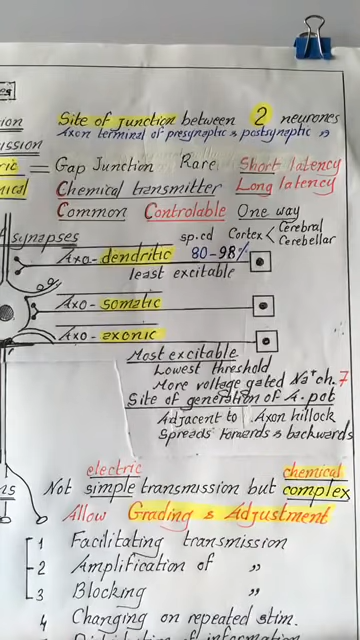 Site of junction between 2 neurones
Axon terminal of presynaptic & postsynaptic "
= Gap Junction Rare Short latency
Chemical transmitter Long latency
Common Controlable One way
synapses
sp.cd Cortex < Cerebral
Cerebellar
Axo-dendritic 80-98%
least excitable
Axo-somatic
Axo-axonic
Most excitable
Lowest threshold
More voltage gated Na+ch. 7
Site of generation of A.pot
Adjacent to Axon hillock
Spreads forwards & backwards
electric chemical
Not simple transmission but complex
Allow Grading & Adjustment
1 Facilitating transmission
2 Amplification of "
3 Blocking "
4 Changing on repeated stim.